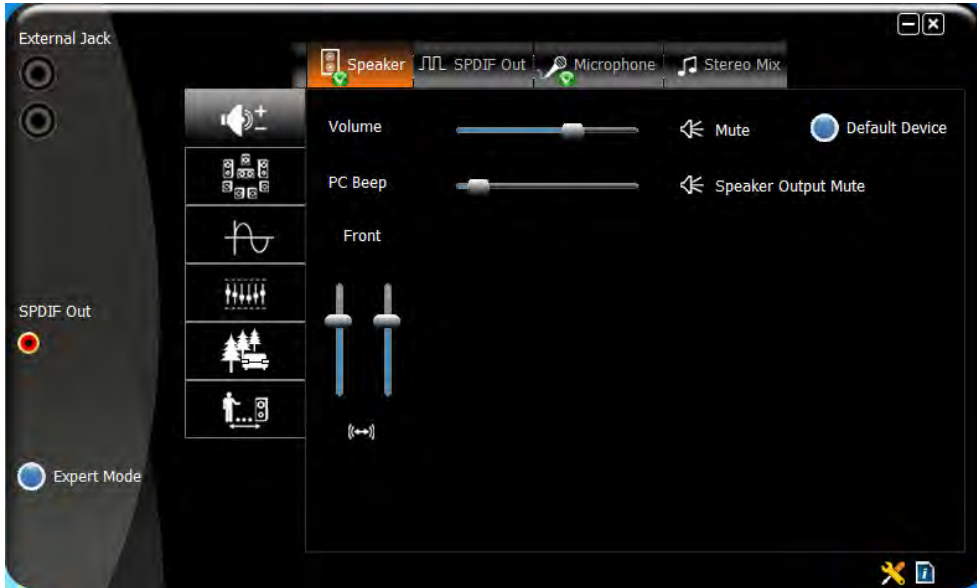 External Jack
Speaker
SPDIF Out
Microphone
Stereo Mix
Volume
Mute
Default Device
PC Beep
Speaker Output Mute
Front
SPDIF Out
Expert Mode